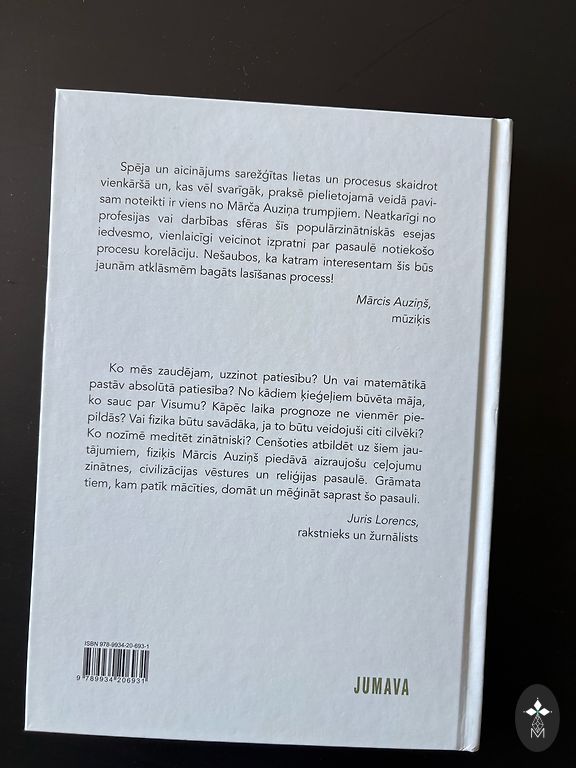 Spēja un aicinājums sarežģītas lietas un procesus skaidrot
vienkāršā un, kas vēl svarīgāk, praksē pielietojamā veidā pavi-
sam noteikti ir viens no Mārča Auziņa trumpjiem. Neatkarīgi no
profesijas vai darbības sfēras šīs populārzinātniskās esejas
iedvesmo, vienlaicīgi veicinot izpratni par pasaulē notiekošo
procesu korelāciju. Nešaubos, ka katram interesentam šis būs
jaunām atklāsmēm bagāts lasīšanas process!
Mārcis Auziņš,
mūziķis
Ko mēs zaudējam, uzzinot patiesību? Un vai matemātikā
pastāv absolūtā patiesība? No kādiem ķieģeļiem būvēta māja,
ko sauc par Visumu? Kāpēc laika prognoze ne vienmēr pie-
pildās? Vai fizika būtu savādāka, ja to būtu veidojuši citi cilvēki?
Ko nozīmē meditēt zinātniski? Cenšoties atbildēt uz šiem jau-
tājumiem, fiziķis Mārcis Auziņš piedāvā aizraujošu ceļojumu
zinātnes, civilizācijas vēstures un reliģijas pasaulē. Grāmata
tiem, kam patīk mācīties, domāt un mēģināt saprast šo pasauli.
Juris Lorencs,
rakstnieks un žurnālists
ISBN 978-9934-20-693-1
9 789934 206931
JUMAVA
M